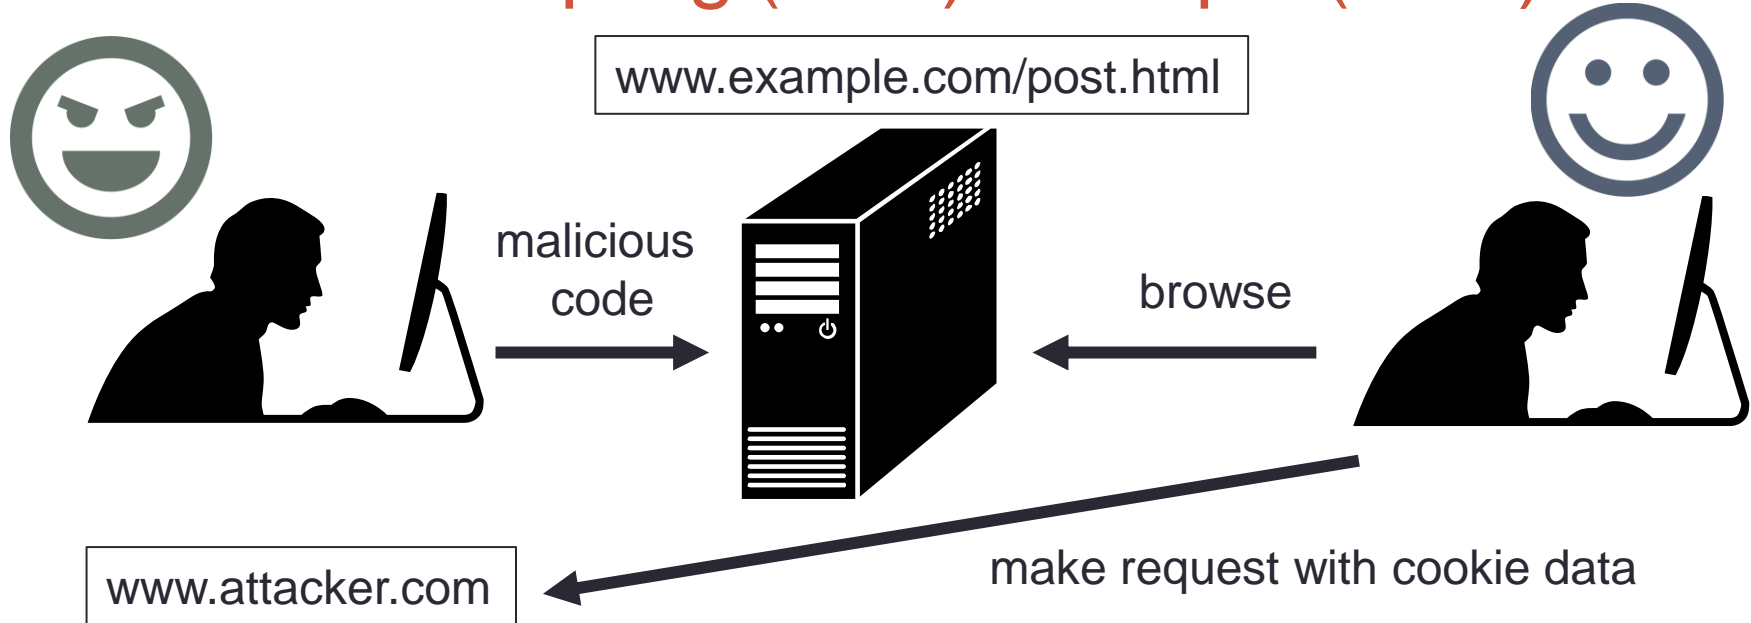 www.example.com/post.html
malicious
code
browse
make request with cookie data
www.attacker.com